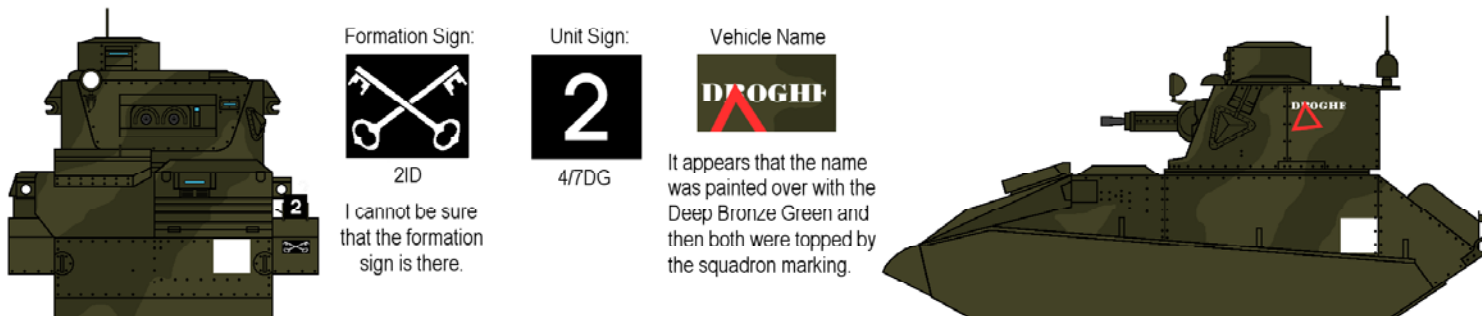 Formation Sign:
2ID
I cannot be sure
that the formation
sign is there.
Unit Sign:
2
4/7DG
Vehicle Name
DROGHE
It appears that the name
was painted over with the
Deep Bronze Green and
then both were topped by
the squadron marking.
2
DROGHE